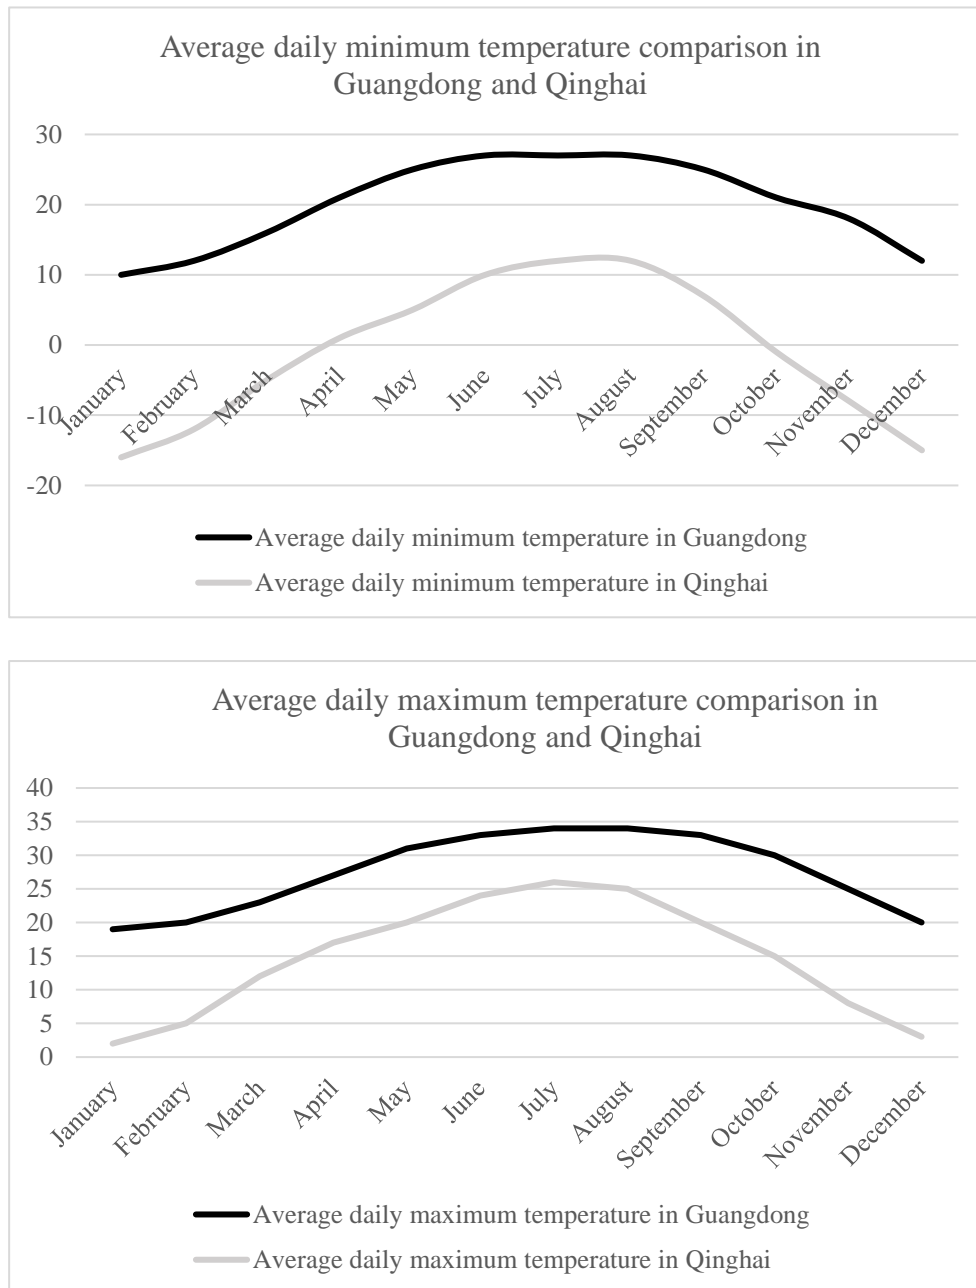 Average daily minimum temperature comparison in
Guangdong and Qinghai
30
20
10
0
-10
-20
January
February
March
April
May
June
July
August
September
October
November
December
Average daily minimum temperature in Guangdong
Average daily minimum temperature in Qinghai
Average daily maximum temperature comparison in
Guangdong and Qinghai
40
35
30
25
20
15
10
5
0
January
February
March
April
May
June
July
August
September
October
November
December
Average daily maximum temperature in Guangdong
Average daily maximum temperature in Qinghai